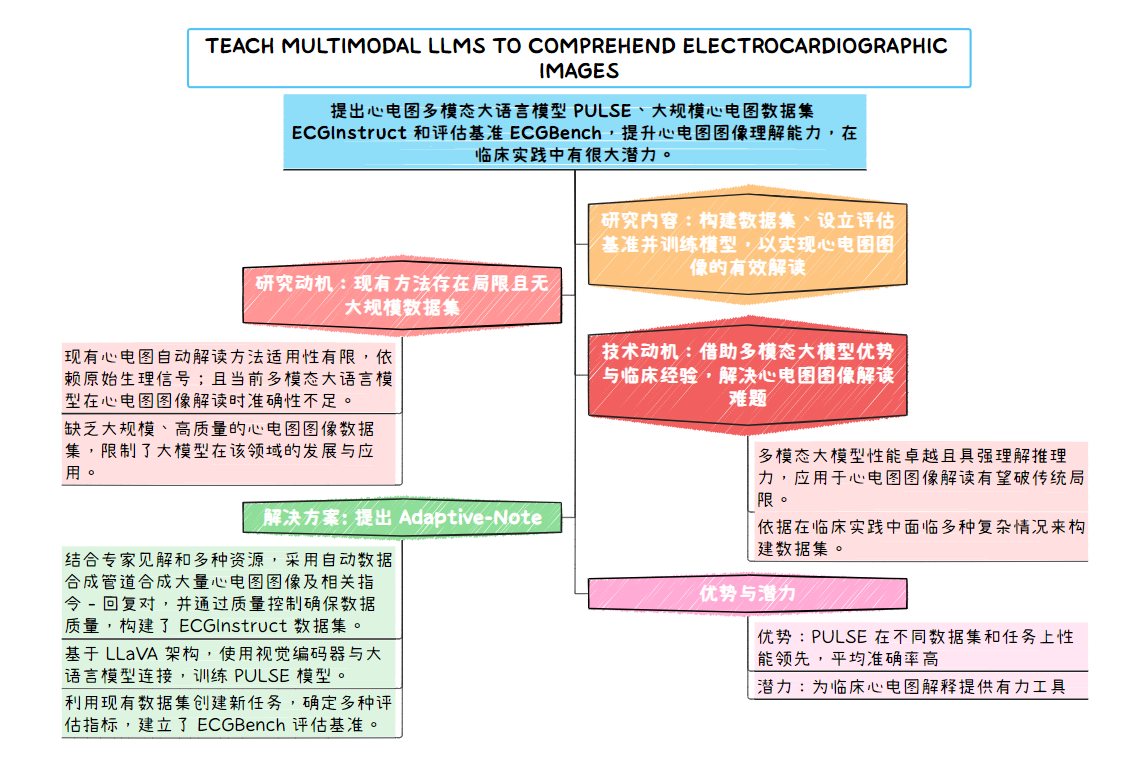 TEACH MULTIMODAL LLMS TO COMPREHEND ELECTROCARDIOGRAPHIC
IMAGES
提出心电图多模态大语言模型 PULSE、大规模心电图数据集
ECGInstruct 和评估基准 ECGBench，提升心电图图像理解能力，在
临床实践中有很大潜力。
研究内容：构建数据集、设立评估
基准并训练模型，以实现心电图图
像的有效解读
研究动机：现有方法存在局限且无
大规模数据集
现有心电图自动解读方法适用性有限，依
赖原始生理信号；且当前多模态大语言模
型在心电图图像解读时准确性不足。
缺乏大规模、高质量的心电图图像数据
集，限制了大模型在该领域的发展与应
用。
技术动机：借助多模态大模型优势
与临床经验，解决心电图图像解读
难题
多模态大模型性能卓越且具强理解推理
力，应用于心电图图像解读有望破传统局
限。
依据在临床实践中面临多种复杂情况来构
建数据集。
解决方案: 提出 Adaptive-Note
结合专家见解和多种资源，采用自动数据
合成管道合成大量心电图图像及相关指
令 - 回复对，并通过质量控制确保数据
质量，构建了 ECGInstruct 数据集。
基于 LLaVA 架构，使用视觉编码器与大
语言模型连接，训练 PULSE 模型。
利用现有数据集创建新任务，确定多种评
估指标，建立了 ECGBench 评估基准。
优势与潜力
优势：PULSE 在不同数据集和任务上性
能领先，平均准确率高
潜力：为临床心电图解释提供有力工具